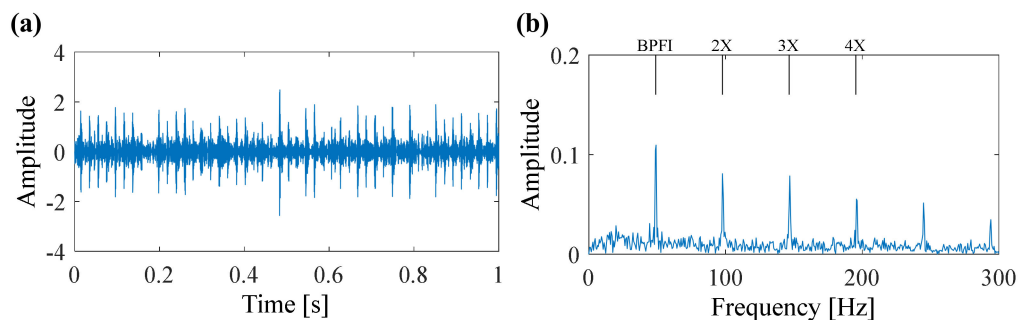 (a)
4
2
0
-2
-4
Amplitude
0 0.2 0.4 0.6 0.8 1
Time [s]
(b)
BPFI 2X 3X 4X
0.2
0.1
0
Amplitude
0 100 200 300
Frequency [Hz]